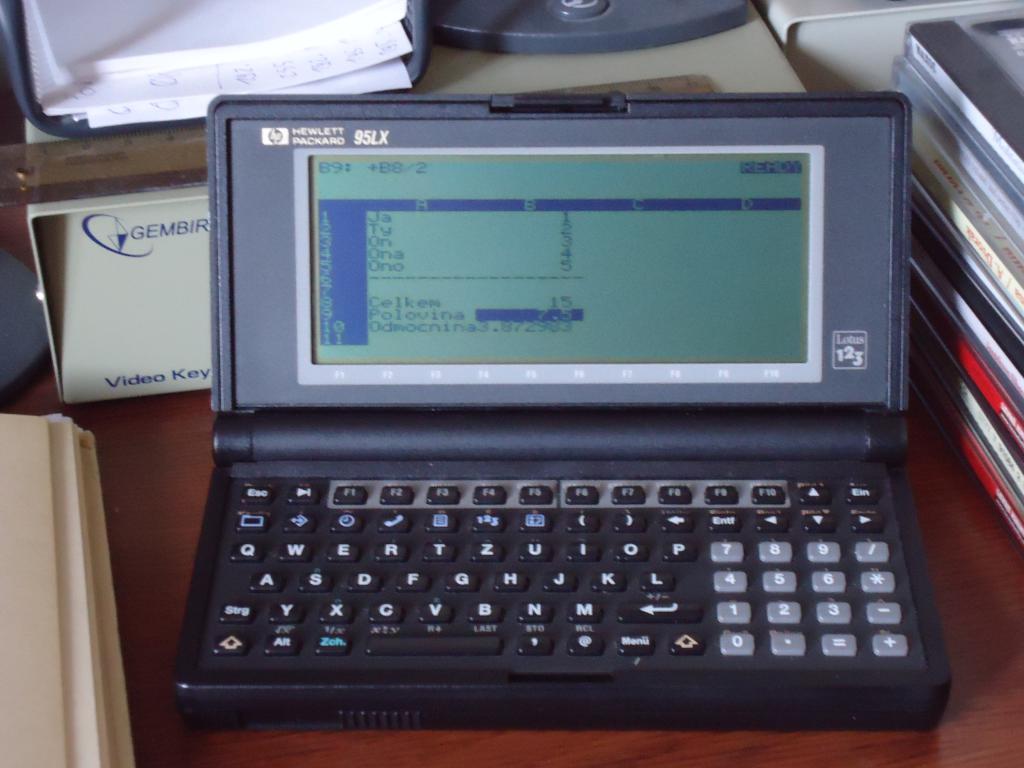 HEWLETT
PACKARD 95LX
B9: +B8/2 READY
A B C D
1 Ja 1
2 Ty 2
3 On 3
4 Ona 4
5 Ono 5
6 --------------------
7
8 Celkem 15
9 Polovina 7.5
10 Odmocnina3.872983
11
F1 F2 F3 F4 F5 F6 F7 F8 F9 F10
Lotus
123
GEMBIR
Video Key
Esc F1 F2 F3 F4 F5 F6 F7 F8 F9 F10 ▲ Ein
123 ( ) ← Entf ◄ ▼ ►
Q W E R T Z U I O P 7 8 9 /
A S D F G H J K L 4 5 6 *
+/-
Strg Y X C V B N M 1 2 3 −
1/x R↓ LAST STO RCL
Alt Zch. , @ Menü 0 . = +